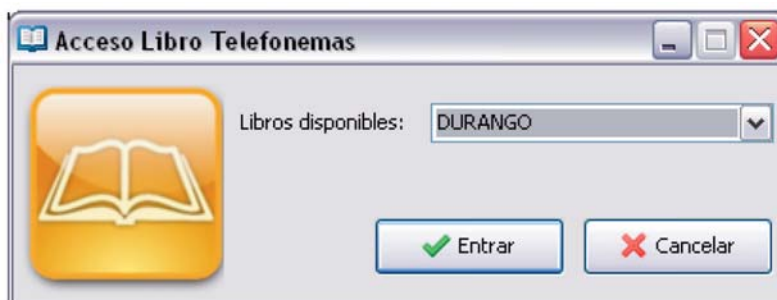 Acceso Libro Telefonemas
Libros disponibles: DURANGO
Entrar Cancelar